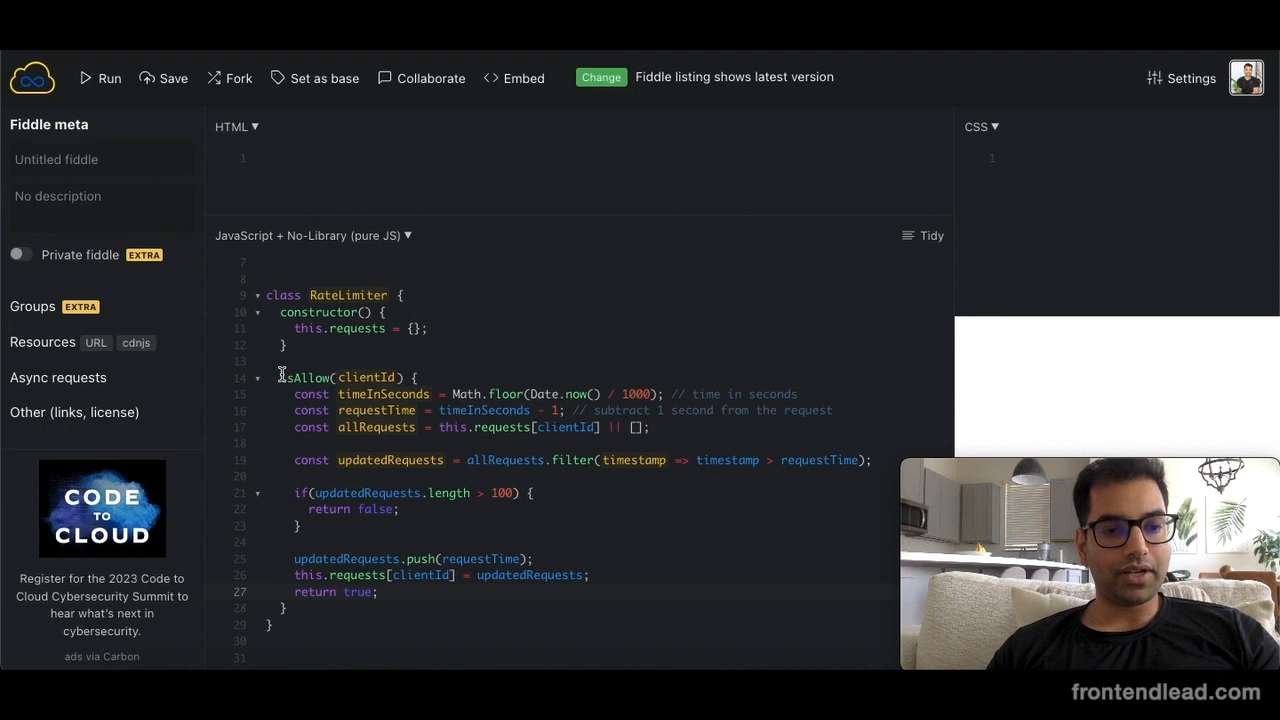 Run
Save
Fork
Set as base
Collaborate
Embed
Change
Fiddle listing shows latest version
Settings
Fiddle meta
Untitled fiddle
No description
Private fiddle EXTRA
Groups EXTRA
Resources URL cdnjs
Async requests
Other (links, license)
CODE
TO
CLOUD
Register for the 2023 Code to
Cloud Cybersecurity Summit to
hear what's next in
cybersecurity.
ads via Carbon
HTML ▼
1
CSS ▼
1
JavaScript + No-Library (pure JS) ▼
Tidy
7
8
9 class RateLimiter {
10 constructor() {
11 this.requests = {};
12 }
13
14 isAllow(clientId) {
15 const timeInSeconds = Math.floor(Date.now() / 1000); // time in seconds
16 const requestTime = timeInSeconds - 1; // subtract 1 second from the request
17 const allRequests = this.requests[clientId] || [];
18
19 const updatedRequests = allRequests.filter(timestamp => timestamp > requestTime);
20
21 if(updatedRequests.length > 100) {
22 return false;
23 }
24
25 updatedRequests.push(requestTime);
26 this.requests[clientId] = updatedRequests;
27 return true;
28 }
29 }
30
31
frontendlead.com